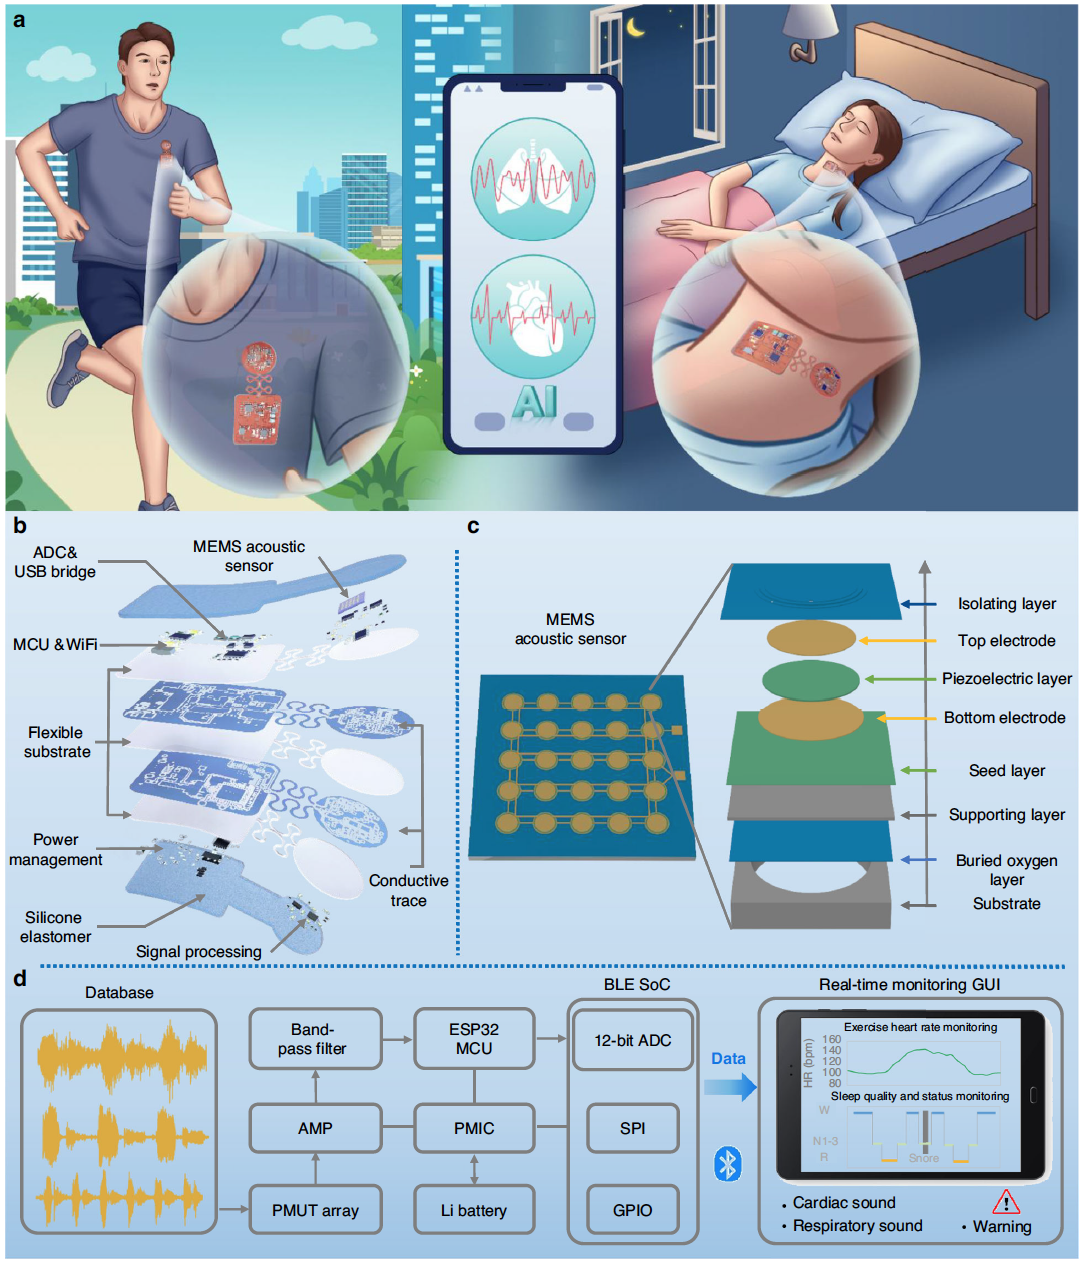 a
AI
b
ADC&
USB bridge
MEMS acoustic
sensor
MCU & WiFi
Flexible
substrate
Power
management
Silicone
elastomer
Signal processing
Conductive
trace
c
MEMS
acoustic sensor
Isolating layer
Top electrode
Piezoelectric layer
Bottom electrode
Seed layer
Supporting layer
Buried oxygen
layer
Substrate
d
Database
Band-
pass filter
AMP
PMUT array
ESP32
MCU
PMIC
Li battery
BLE SoC
12-bit ADC
SPI
GPIO
Data
Real-time monitoring GUI
Exercise heart rate monitoring
HR (bpm)
160
140
120
100
80
Sleep quality and status monitoring
W
N1-3
R
Snore
• Cardiac sound
• Respiratory sound
• Warning